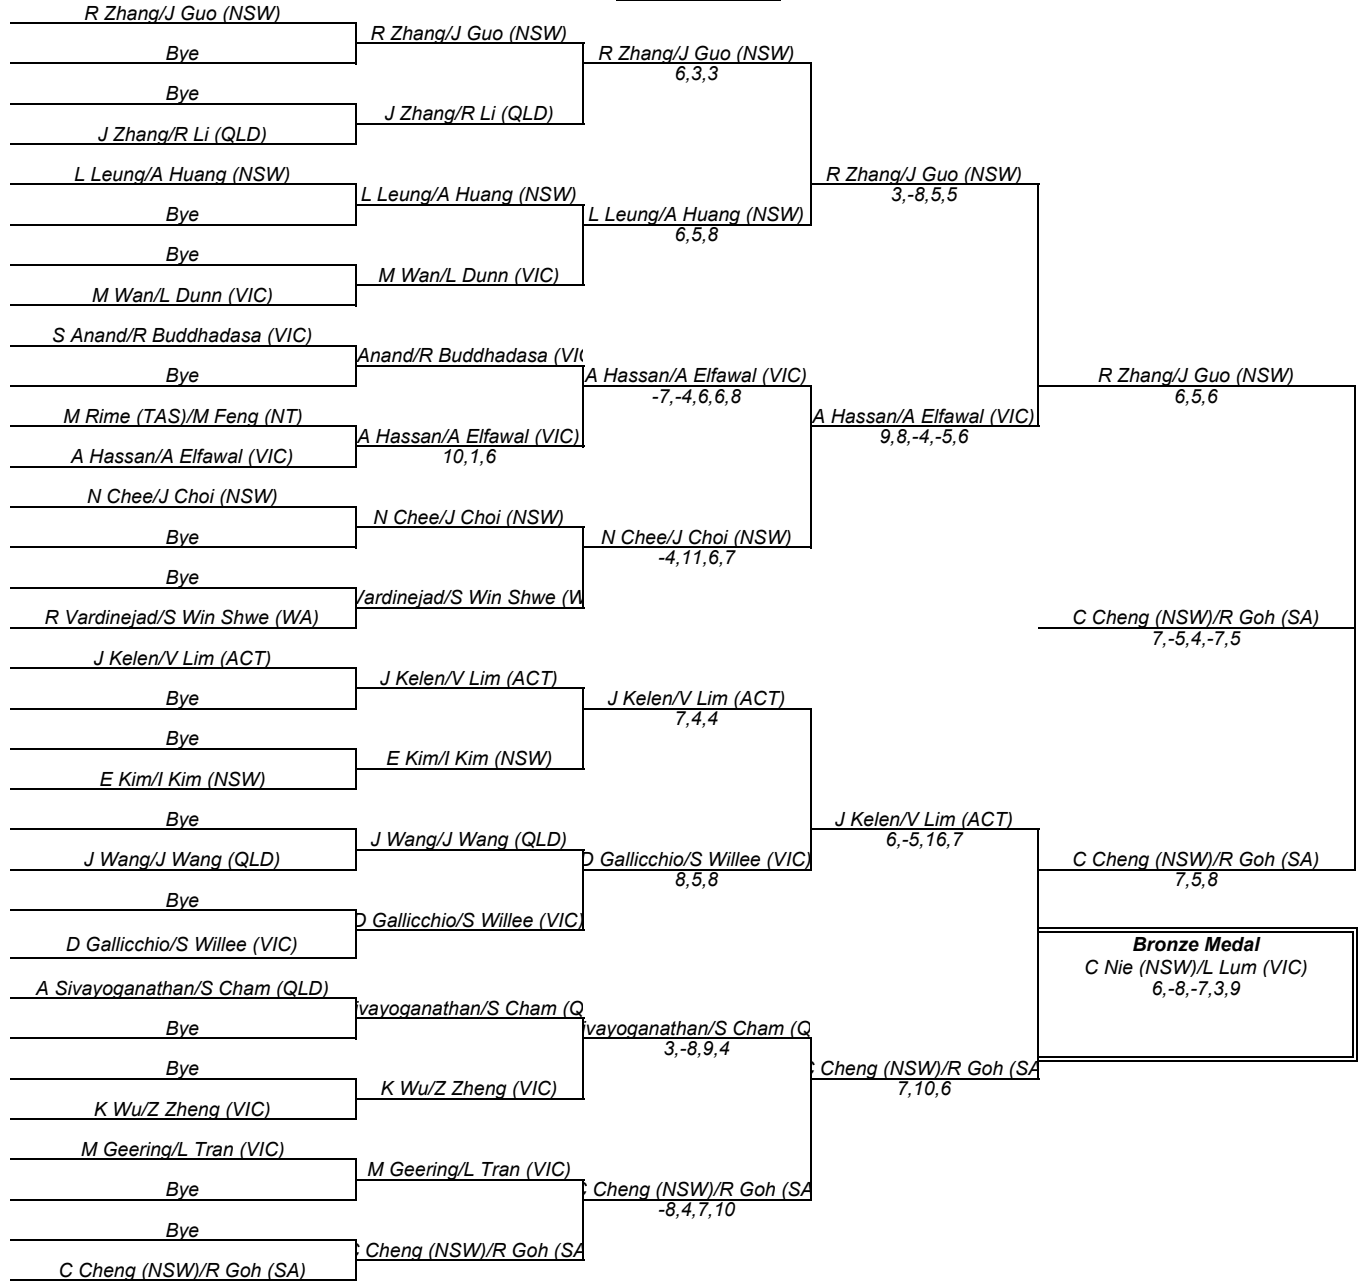 R Zhang/J Guo (NSW)
Bye
Bye
J Zhang/R Li (QLD)
L Leung/A Huang (NSW)
Bye
Bye
M Wan/L Dunn (VIC)
S Anand/R Buddhadasa (VIC)
Bye
M Rime (TAS)/M Feng (NT)
A Hassan/A Elfawal (VIC)
N Chee/J Choi (NSW)
Bye
Bye
R Vardinejad/S Win Shwe (WA)
J Kelen/V Lim (ACT)
Bye
Bye
E Kim/I Kim (NSW)
Bye
J Wang/J Wang (QLD)
Bye
D Gallicchio/S Willee (VIC)
A Sivayoganathan/S Cham (QLD)
Bye
Bye
K Wu/Z Zheng (VIC)
M Geering/L Tran (VIC)
Bye
Bye
C Cheng (NSW)/R Goh (SA)
R Zhang/J Guo (NSW)
J Zhang/R Li (QLD)
L Leung/A Huang (NSW)
M Wan/L Dunn (VIC)
Anand/R Buddhadasa (VIC
A Hassan/A Elfawal (VIC)
10,1,6
N Chee/J Choi (NSW)
Vardinejad/S Win Shwe (W
J Kelen/V Lim (ACT)
E Kim/I Kim (NSW)
J Wang/J Wang (QLD)
D Gallicchio/S Willee (VIC)
ivayoganathan/S Cham (Q
K Wu/Z Zheng (VIC)
M Geering/L Tran (VIC)
C Cheng (NSW)/R Goh (SA
R Zhang/J Guo (NSW)
6,3,3
L Leung/A Huang (NSW)
6,5,8
A Hassan/A Elfawal (VIC)
-7,-4,6,6,8
N Chee/J Choi (NSW)
-4,11,6,7
J Kelen/V Lim (ACT)
7,4,4
D Gallicchio/S Willee (VIC)
8,5,8
ivayoganathan/S Cham (Q
3,-8,9,4
C Cheng (NSW)/R Goh (SA
-8,4,7,10
R Zhang/J Guo (NSW)
3,-8,5,5
A Hassan/A Elfawal (VIC)
9,8,-4,-5,6
J Kelen/V Lim (ACT)
6,-5,16,7
C Cheng (NSW)/R Goh (SA
7,10,6
R Zhang/J Guo (NSW)
6,5,6
C Cheng (NSW)/R Goh (SA)
7,-5,4,-7,5
C Cheng (NSW)/R Goh (SA)
7,5,8
Bronze Medal
C Nie (NSW)/L Lum (VIC)
6,-8,-7,3,9